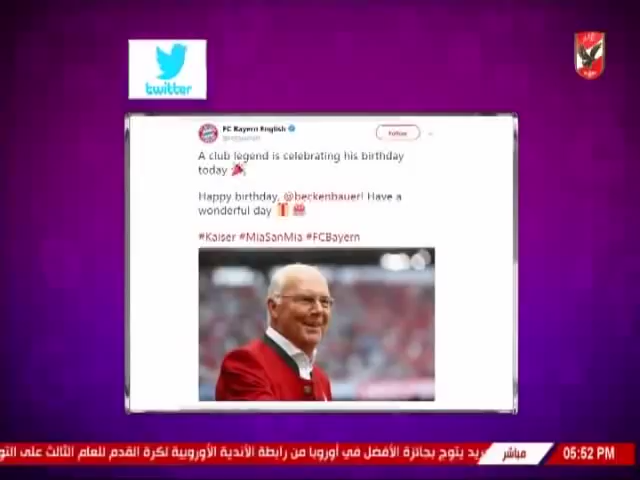 twitter
FC Bayern English
Follow
A club legend is celebrating his birthday
today
Happy birthday, @beckenbauer! Have a
wonderful day
#Kaiser #MiaSanMia #FCBayern
05:52 PM
مباشر
ريد يتوج بجائزة الأفضل في أوروبا من رابطة الأندية الأوروبية لكرة القدم للعام الثالث على التو